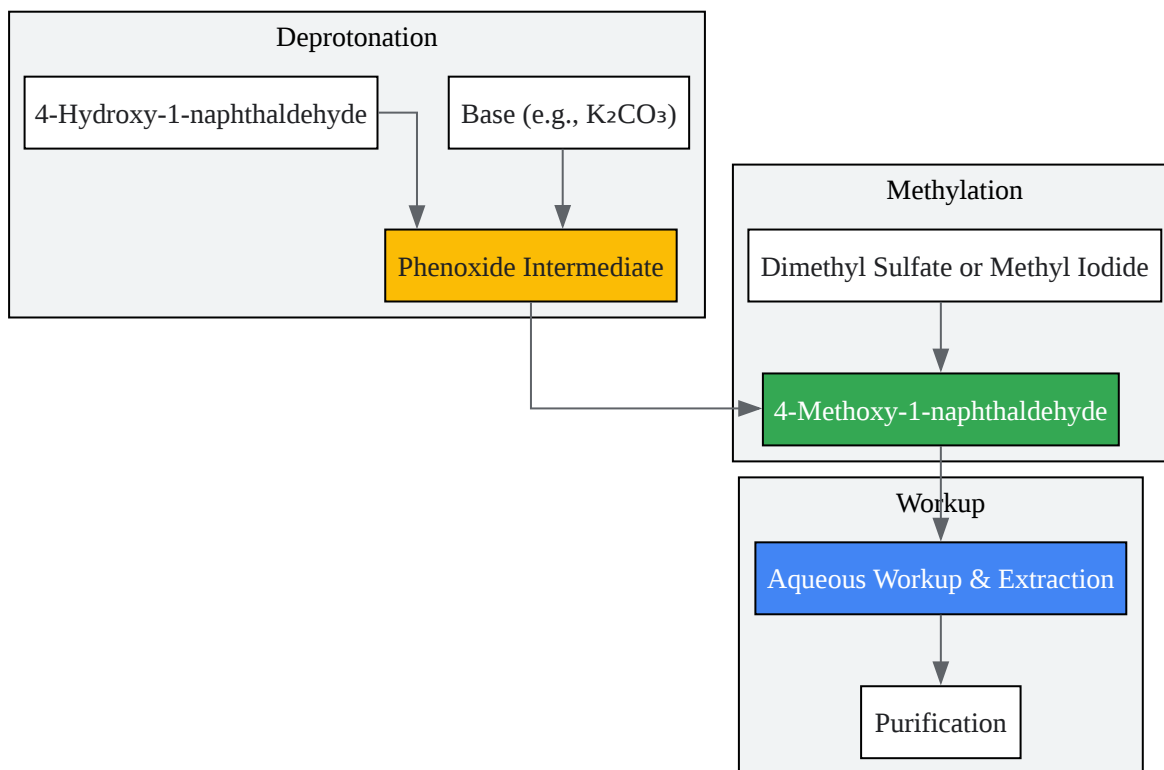 Deprotonation
4-Hydroxy-1-naphthaldehyde
Base (e.g., K₂CO₃)
Phenoxide Intermediate
Methylation
Dimethyl Sulfate or Methyl Iodide
4-Methoxy-1-naphthaldehyde
Workup
Aqueous Workup & Extraction
Purification